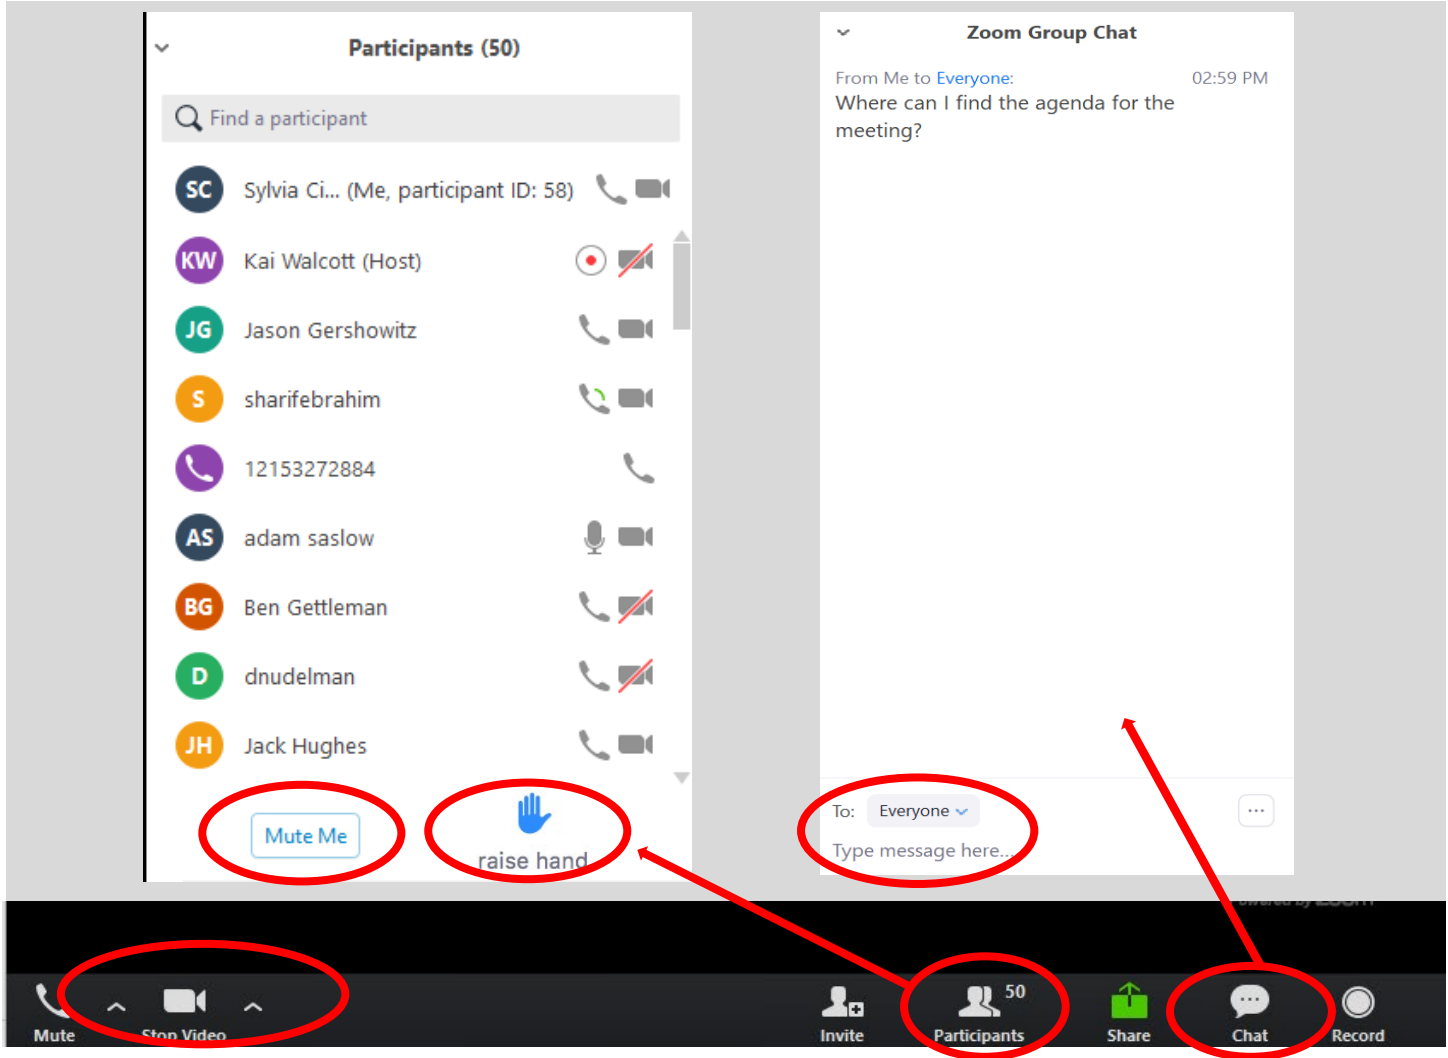 Participants (50)
Find a participant
SC Sylvia Ci... (Me, participant ID: 58)
KW Kai Walcott (Host)
JG Jason Gershowitz
S sharifebrahim
12153272884
AS adam saslow
BG Ben Gettleman
D dnudelman
JH Jack Hughes
Mute Me
raise hand
Zoom Group Chat
From Me to Everyone: 02:59 PM
Where can I find the agenda for the
meeting?
To: Everyone
Type message here...
Powered by zoom
50
Mute Stop Video Invite Participants Share Chat Record